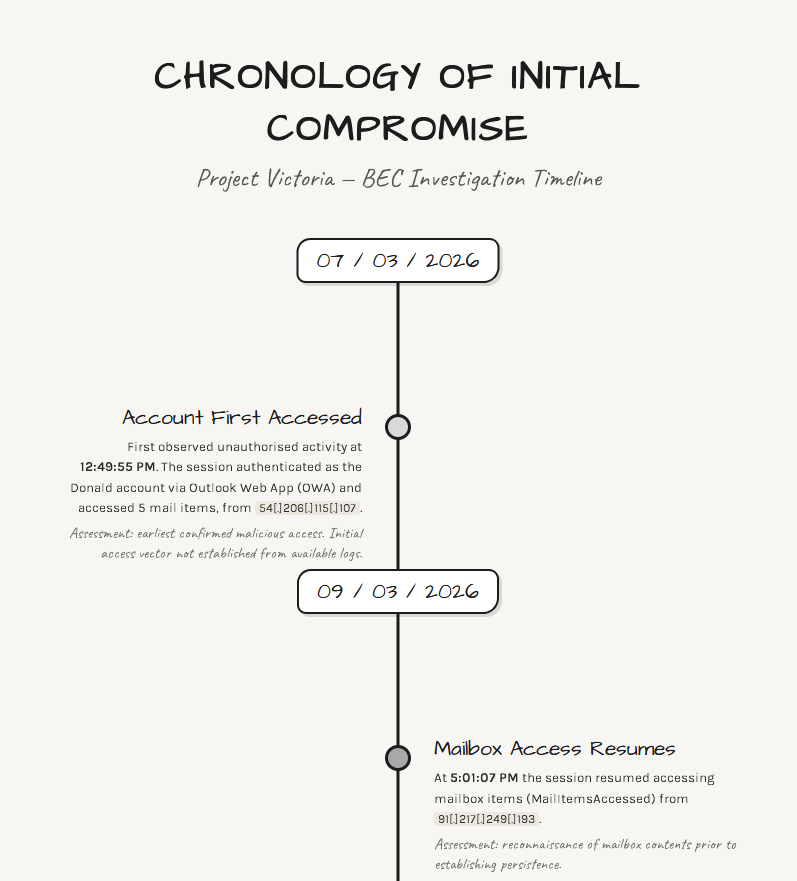 CHRONOLOGY OF INITIAL
COMPROMISE
Project Victoria — BEC Investigation Timeline
07 / 03 / 2026
Account First Accessed
First observed unauthorised activity at
12:49:55 PM. The session authenticated as the
Donald account via Outlook Web App (OWA) and
accessed 5 mail items, from 54[.]206[.]115[.]107.
Assessment: earliest confirmed malicious access. Initial
access vector not established from available logs.
09 / 03 / 2026
Mailbox Access Resumes
At 5:01:07 PM the session resumed accessing
mailbox items (MailItemsAccessed) from
91[.]217[.]249[.]193.
Assessment: reconnaissance of mailbox contents prior to
establishing persistence.